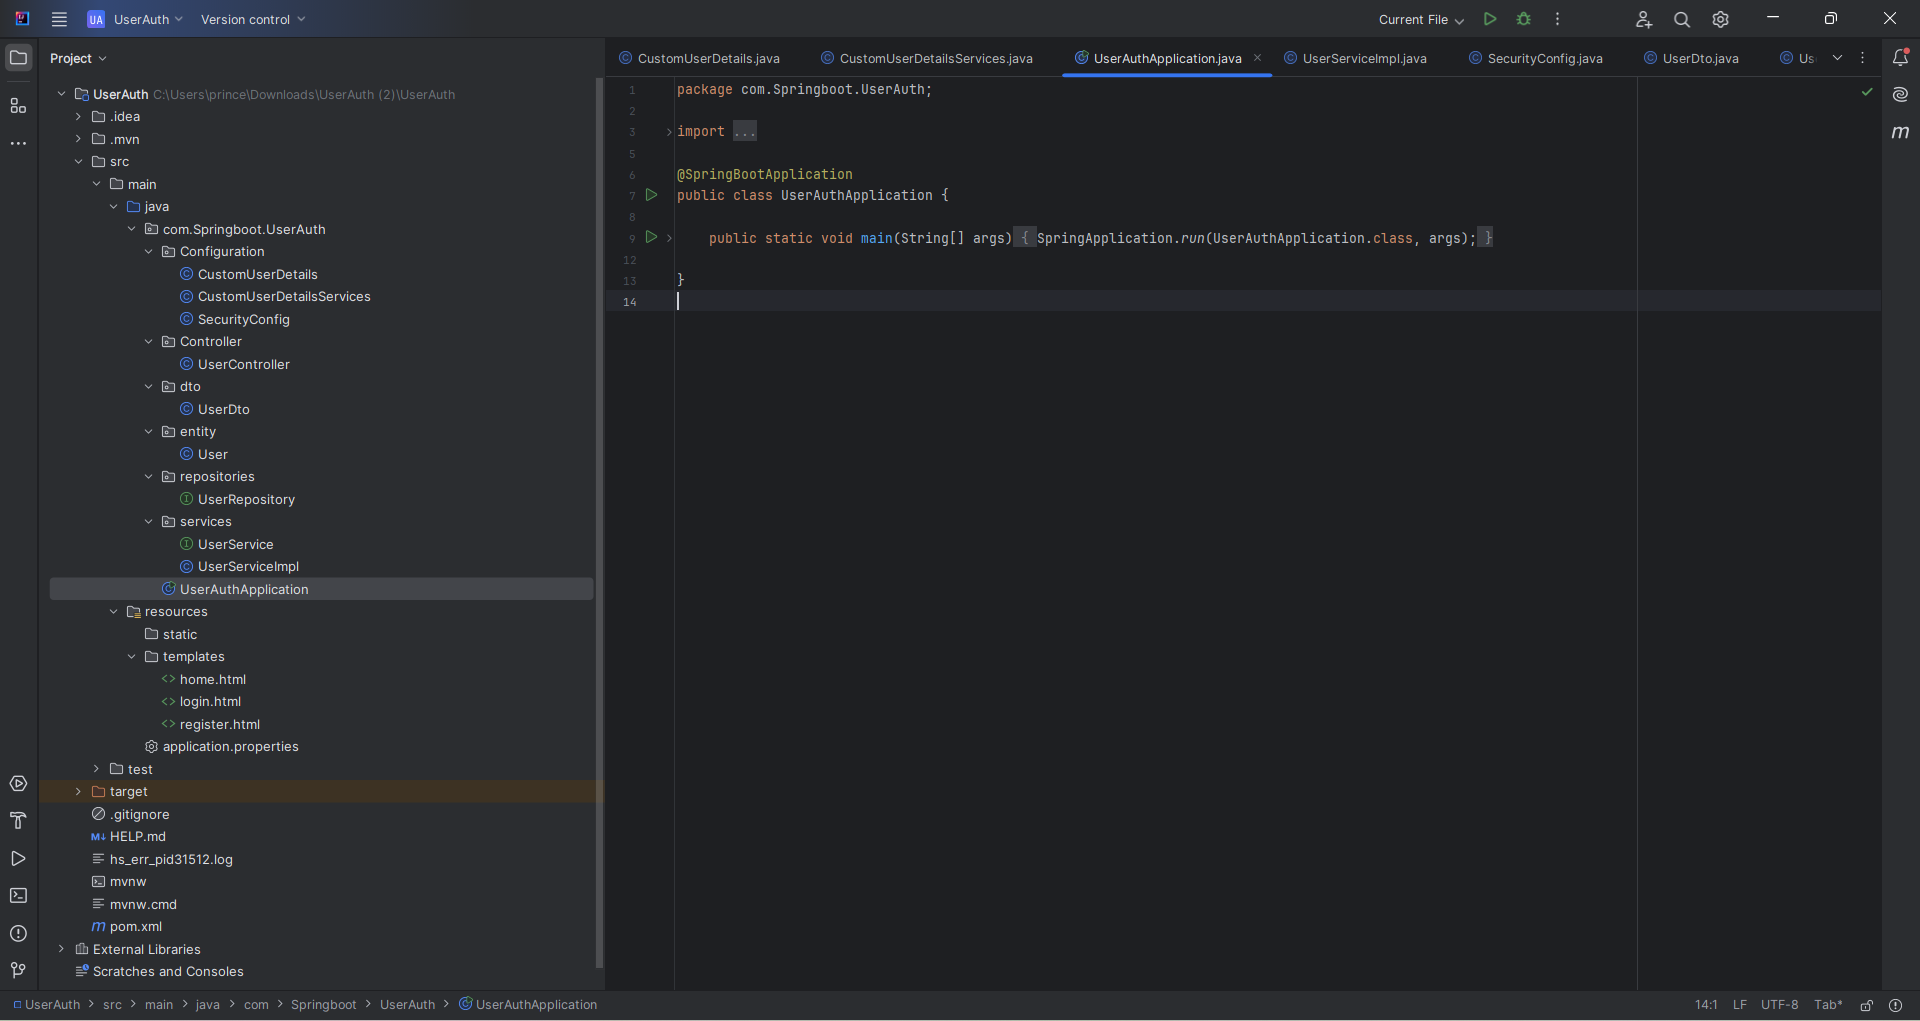 UA UserAuth Version control Current File
Project
CustomUserDetails.java CustomUserDetailsServices.java UserAuthApplication.java UserServiceImpl.java SecurityConfig.java UserDto.java Us
UserAuth C:\Users\prince\Downloads\UserAuth (2)\UserAuth
.idea
.mvn
src
main
java
com.Springboot.UserAuth
Configuration
CustomUserDetails
CustomUserDetailsServices
SecurityConfig
Controller
UserController
dto
UserDto
entity
User
repositories
UserRepository
services
UserService
UserServiceImpl
UserAuthApplication
resources
static
templates
home.html
login.html
register.html
application.properties
test
target
.gitignore
HELP.md
hs_err_pid31512.log
mvnw
mvnw.cmd
pom.xml
External Libraries
Scratches and Consoles
1 package com.Springboot.UserAuth;
2
3 import ...
5
6 @SpringBootApplication
7 public class UserAuthApplication {
8
9 public static void main(String[] args) { SpringApplication.run(UserAuthApplication.class, args); }
12
13 }
14
UserAuth > src > main > java > com > Springboot > UserAuth > UserAuthApplication 14:1 LF UTF-8 Tab*